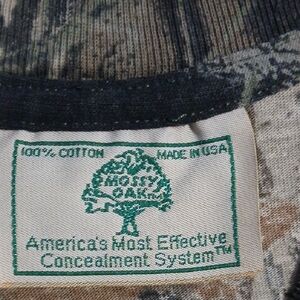 100% COTTON
MADE IN USA
MOSSY
OAK
America's Most Effective
Concealment System™